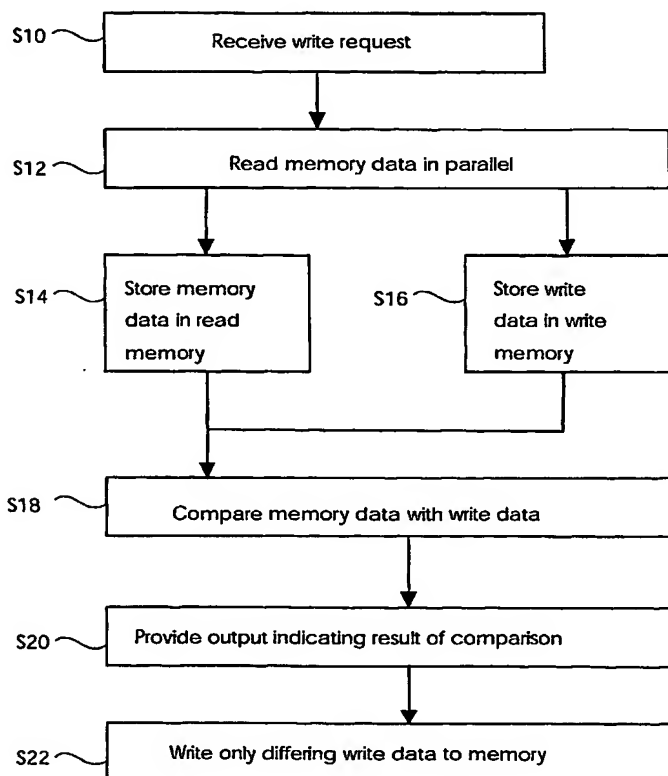 S10
Receive write request
S12
Read memory data in parallel
S14
Store memory
data in read
memory
S16
Store write
data in write
memory
S18
Compare memory data with write data
S20
Provide output indicating result of comparison
S22
Write only differing write data to memory